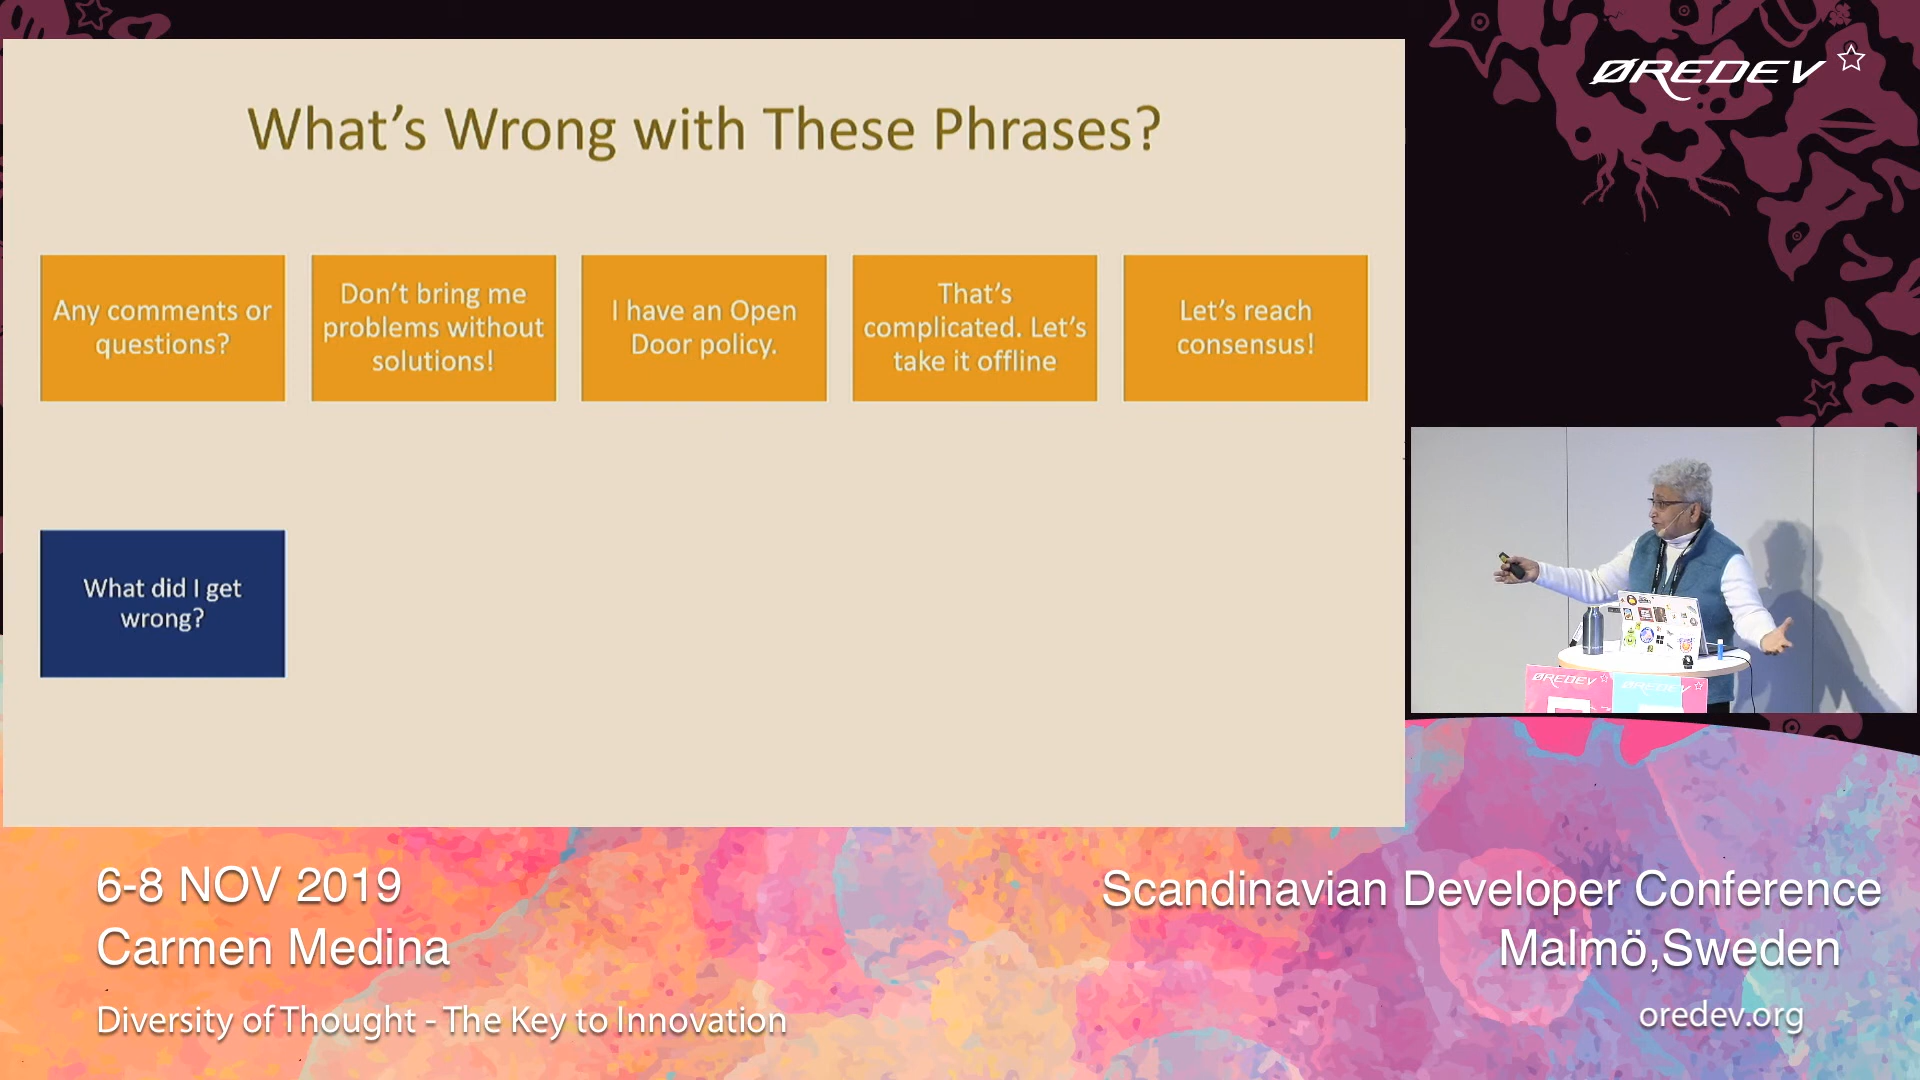 What's Wrong with These Phrases?
Any comments or
questions?
Don't bring me
problems without
solutions!
I have an Open
Door policy.
That's
complicated. Let's
take it offline
Let's reach
consensus!
What did I get
wrong?
ØREDEV
ØREDEV
ØREDEV
6-8 NOV 2019
Carmen Medina
Diversity of Thought - The Key to Innovation
Scandinavian Developer Conference
Malmö,Sweden
oredev.org